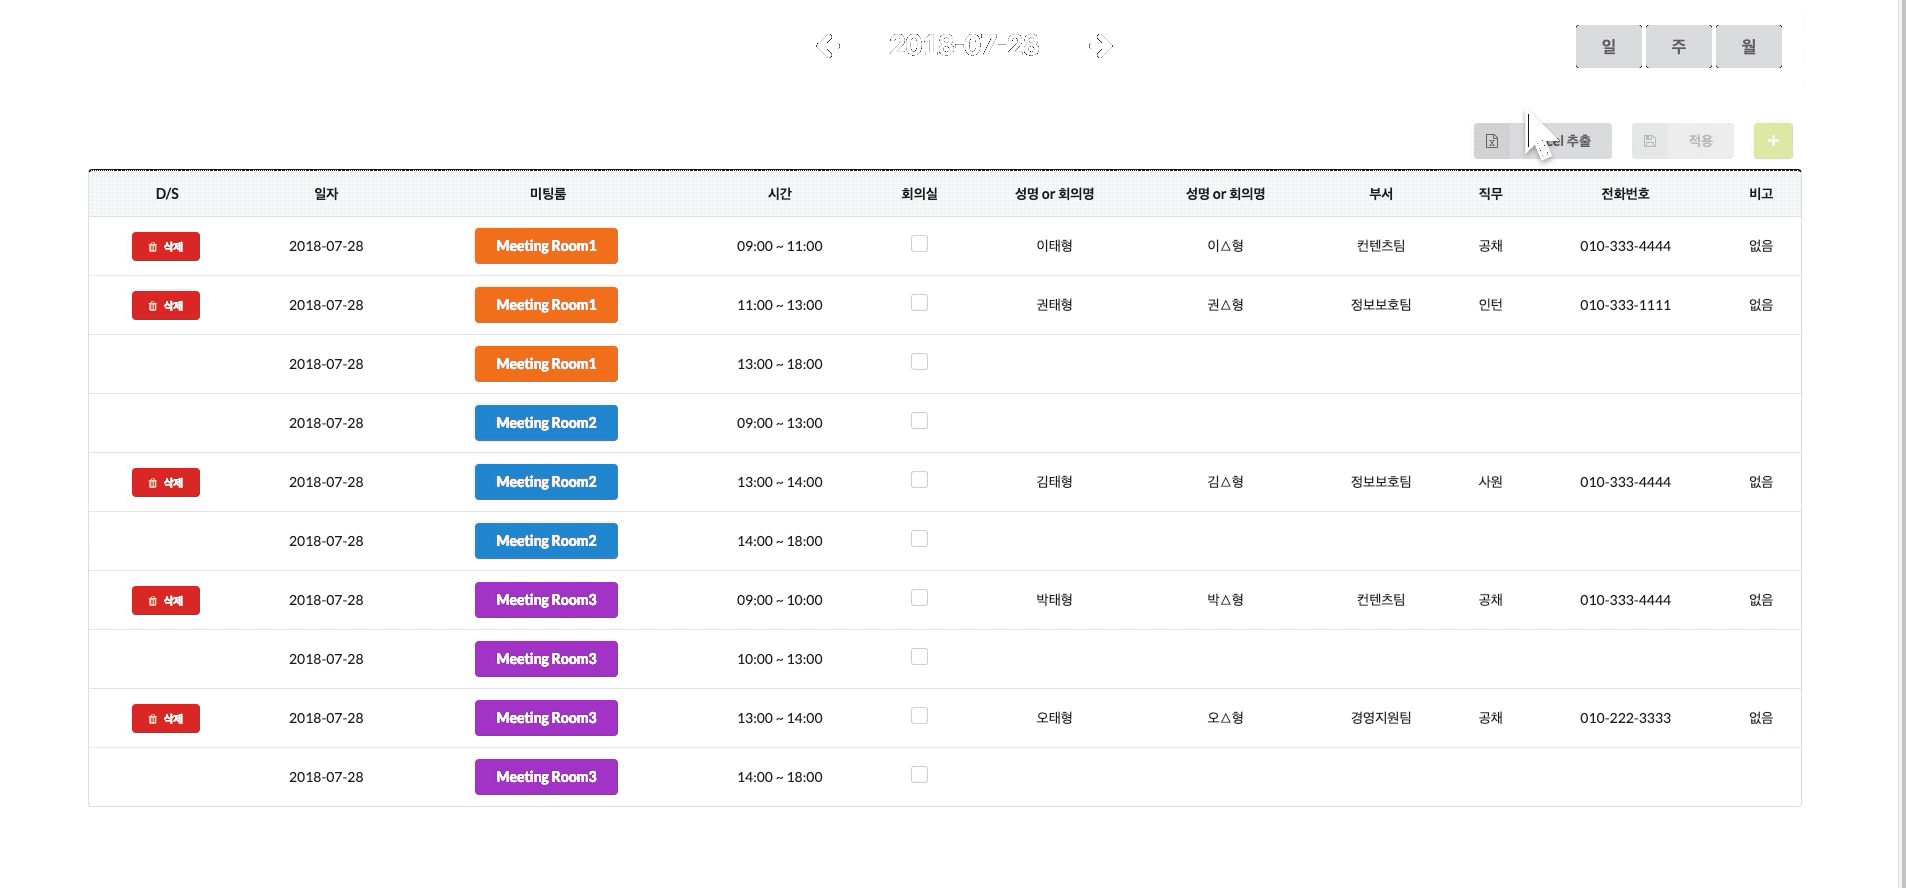 2018-07-28
일 주 월
cel 추출 적용 +
D/S 일자 미팅룸 시간 회의실 성명 or 회의명 성명 or 회의명 부서 직무 전화번호 비고
삭제 2018-07-28 Meeting Room1 09:00 ~ 11:00 이태형 이△형 컨텐츠팀 공채 010-333-4444 없음
삭제 2018-07-28 Meeting Room1 11:00 ~ 13:00 권태형 권△형 정보보호팀 인턴 010-333-1111 없음
2018-07-28 Meeting Room1 13:00 ~ 18:00
2018-07-28 Meeting Room2 09:00 ~ 13:00
삭제 2018-07-28 Meeting Room2 13:00 ~ 14:00 김태형 김△형 정보보호팀 사원 010-333-4444 없음
2018-07-28 Meeting Room2 14:00 ~ 18:00
삭제 2018-07-28 Meeting Room3 09:00 ~ 10:00 박태형 박△형 컨텐츠팀 공채 010-333-4444 없음
2018-07-28 Meeting Room3 10:00 ~ 13:00
삭제 2018-07-28 Meeting Room3 13:00 ~ 14:00 오태형 오△형 경영지원팀 공채 010-222-3333 없음
2018-07-28 Meeting Room3 14:00 ~ 18:00